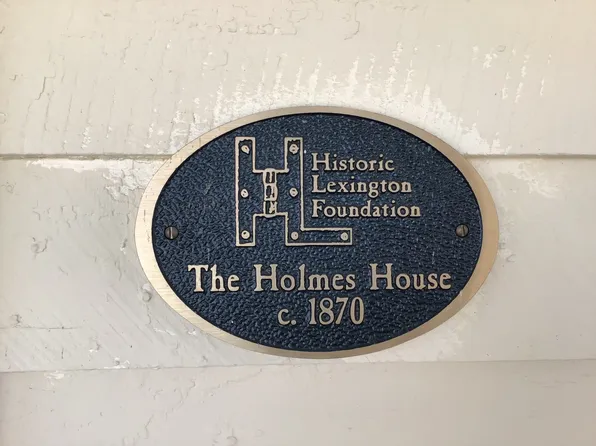 Historic
Lexington
Foundation
The Holmes House
c. 1870